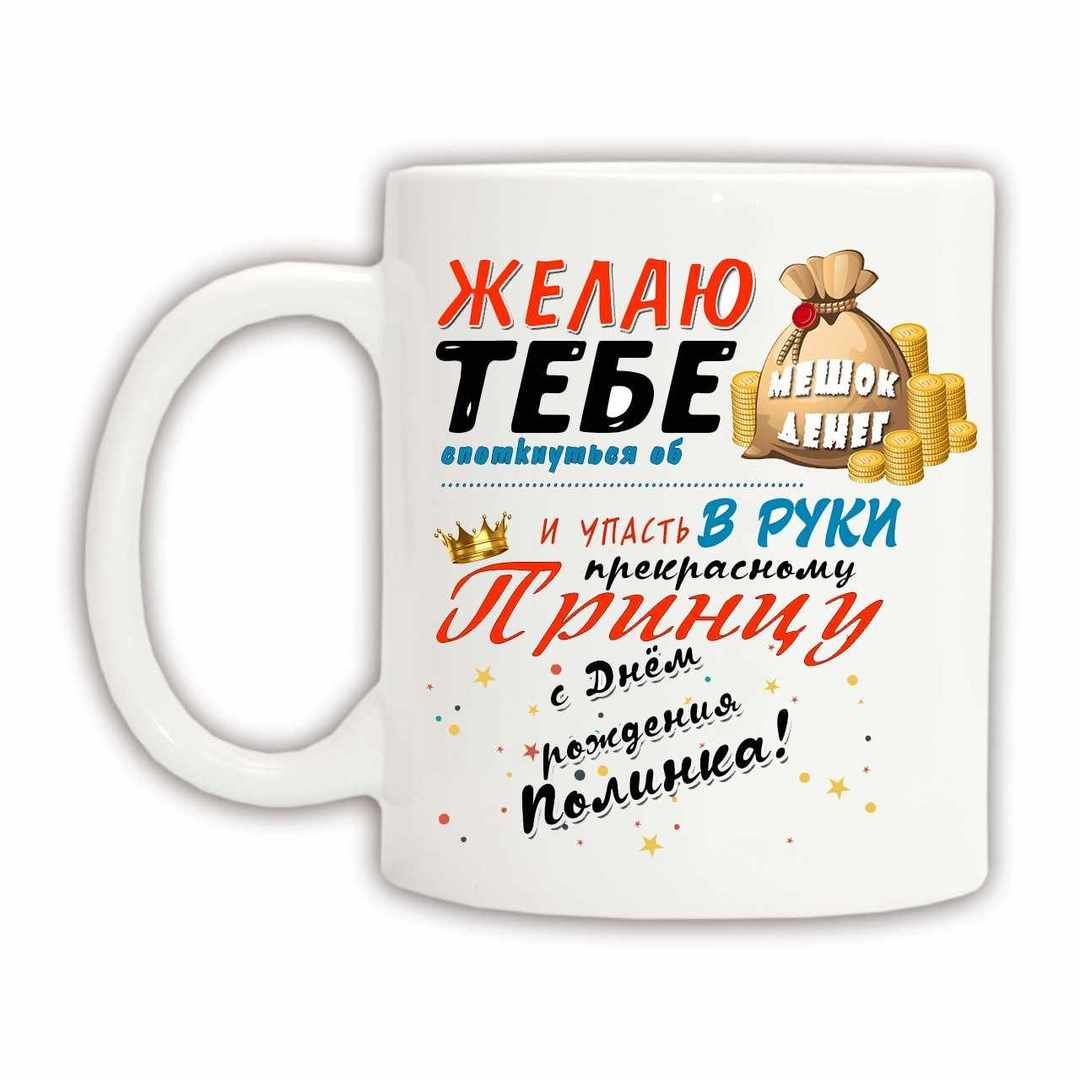 ЖЕЛАЮ
ТЕБЕ
МЕШОК
ДЕНЕГ
споткнуться об
и упасть В РУКИ
прекрасному
Принцу
с Днём
рождения
Полинка!